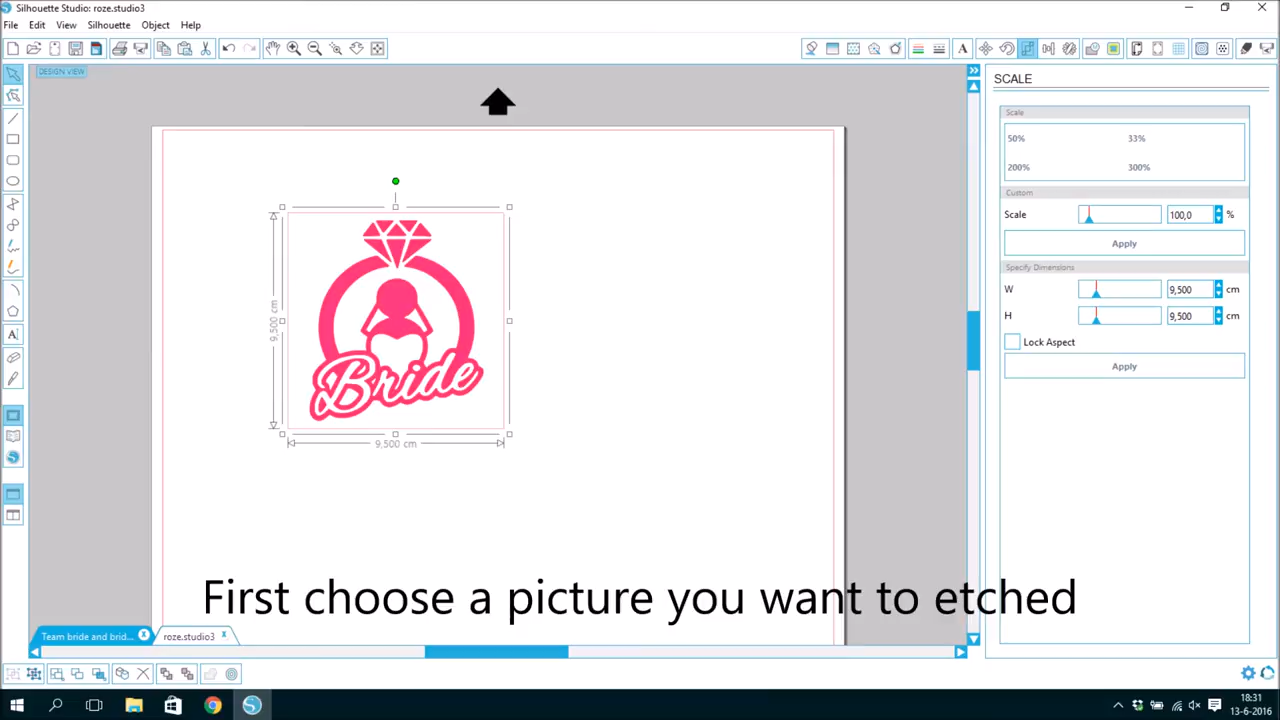 Silhouette Studio: roze.studio3
File Edit View Silhouette Object Help
DESIGN VIEW
SCALE
Scale
50% 33%
200% 300%
Custom
Scale 100,0 %
Apply
Specify Dimensions
W 9,500 cm
H 9,500 cm
Lock Aspect
Apply
9,500 cm
Bride
9,500 cm
First choose a picture you want to etched
Team bride and brid... roze.studio3
18:31
13-6-2016